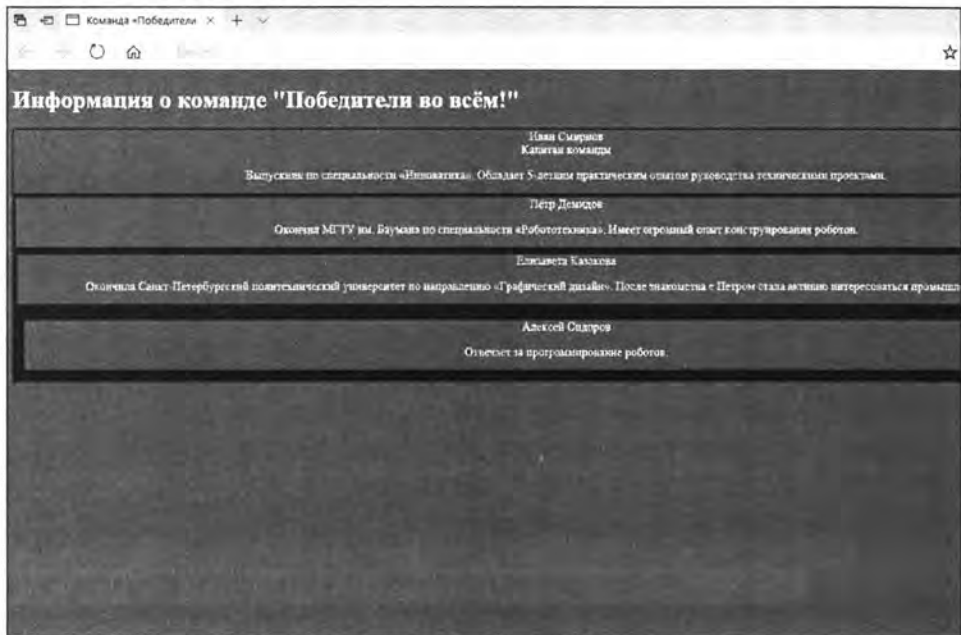 Команда «Победители
Информация о команде "Победители во всём!"
Иван Смирнов
Капитан команды
Выпускник по специальности «Инноватика». Обладает 5-летним практическим опытом руководства техническими проектами.
Пётр Демидов
Окончил МГТУ им. Баумана по специальности «Робототехника». Имеет огромный опыт конструирования роботов.
Елизавета Казакова
Окончила Санкт-Петербургский политехнический университет по направлению «Графический дизайн». После знакомства с Петром стала активно интересоваться промышл
Алексей Сидоров
Отвечает за программирование роботов.